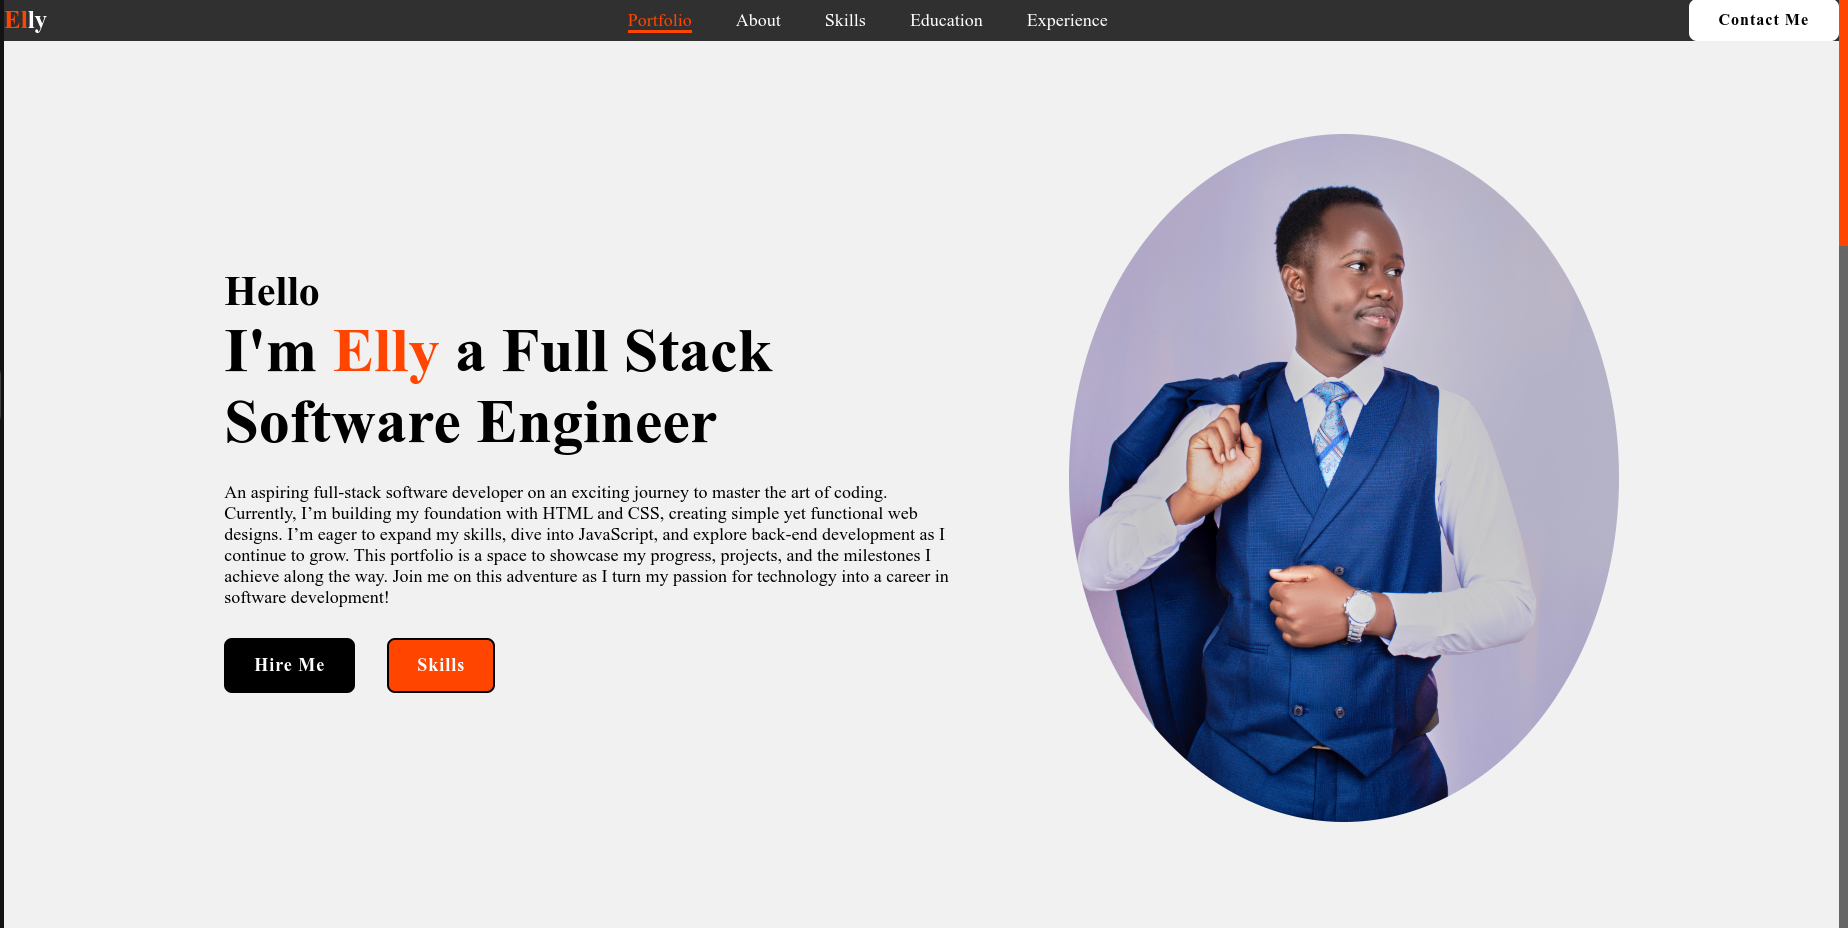 Elly
Portfolio
About
Skills
Education
Experience
Contact Me
Hello
I'm Elly a Full Stack
Software Engineer
An aspiring full-stack software developer on an exciting journey to master the art of coding.
Currently, I’m building my foundation with HTML and CSS, creating simple yet functional web
designs. I’m eager to expand my skills, dive into JavaScript, and explore back-end development as I
continue to grow. This portfolio is a space to showcase my progress, projects, and the milestones I
achieve along the way. Join me on this adventure as I turn my passion for technology into a career in
software development!
Hire Me
Skills